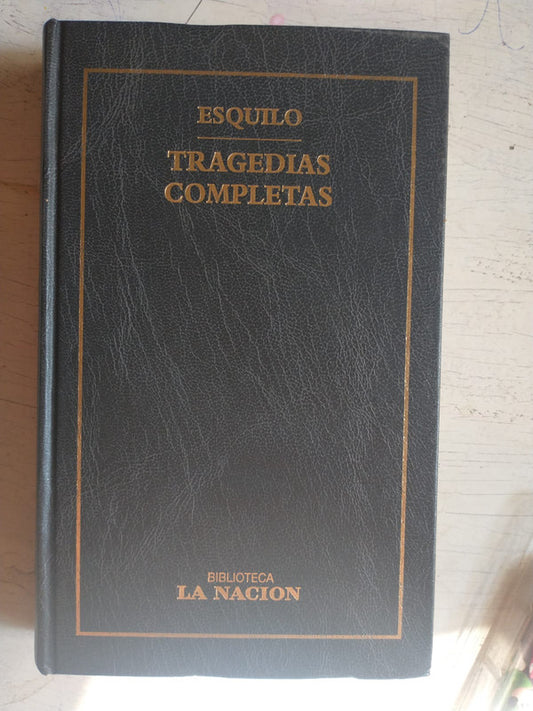 ESQUILO
TRAGEDIAS
COMPLETAS
BIBLIOTECA
LA NACION